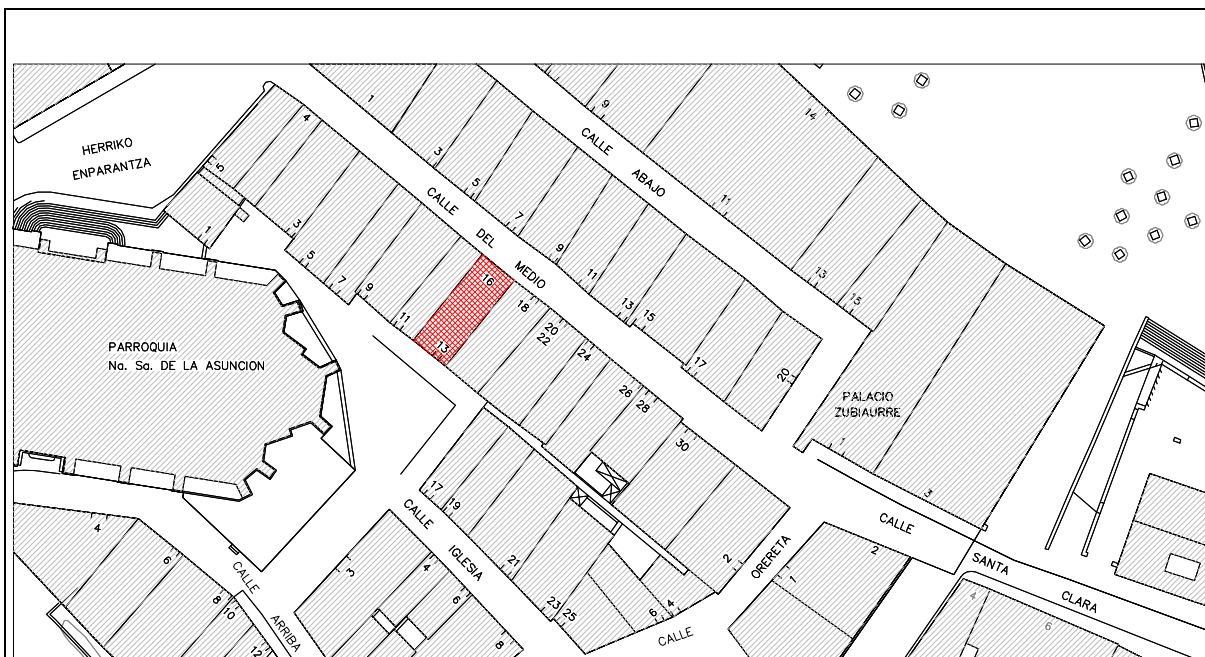 1
9
14
HERRIKO
ENPARANTZA
4
5
3
CALLE
ABAJO
CALLE
DEL
MEDIO
5
7
9
11
13
15
17
20
11
13
15
1
3
5
7
9
11
13
16
18
20
22
24
26
28
30
PARROQUIA
Na. Sa. DE LA ASUNCION
PALACIO
ZUBIAURRE
1
3
17
19
CALLE
IGLESIA
21
23
25
CALLE
SANTA
CLARA
2
ORERETA
1
2
4
6
CALLE
4
6
8
10
12
CALLE
ARRIBA
3
4
6
8
4
6